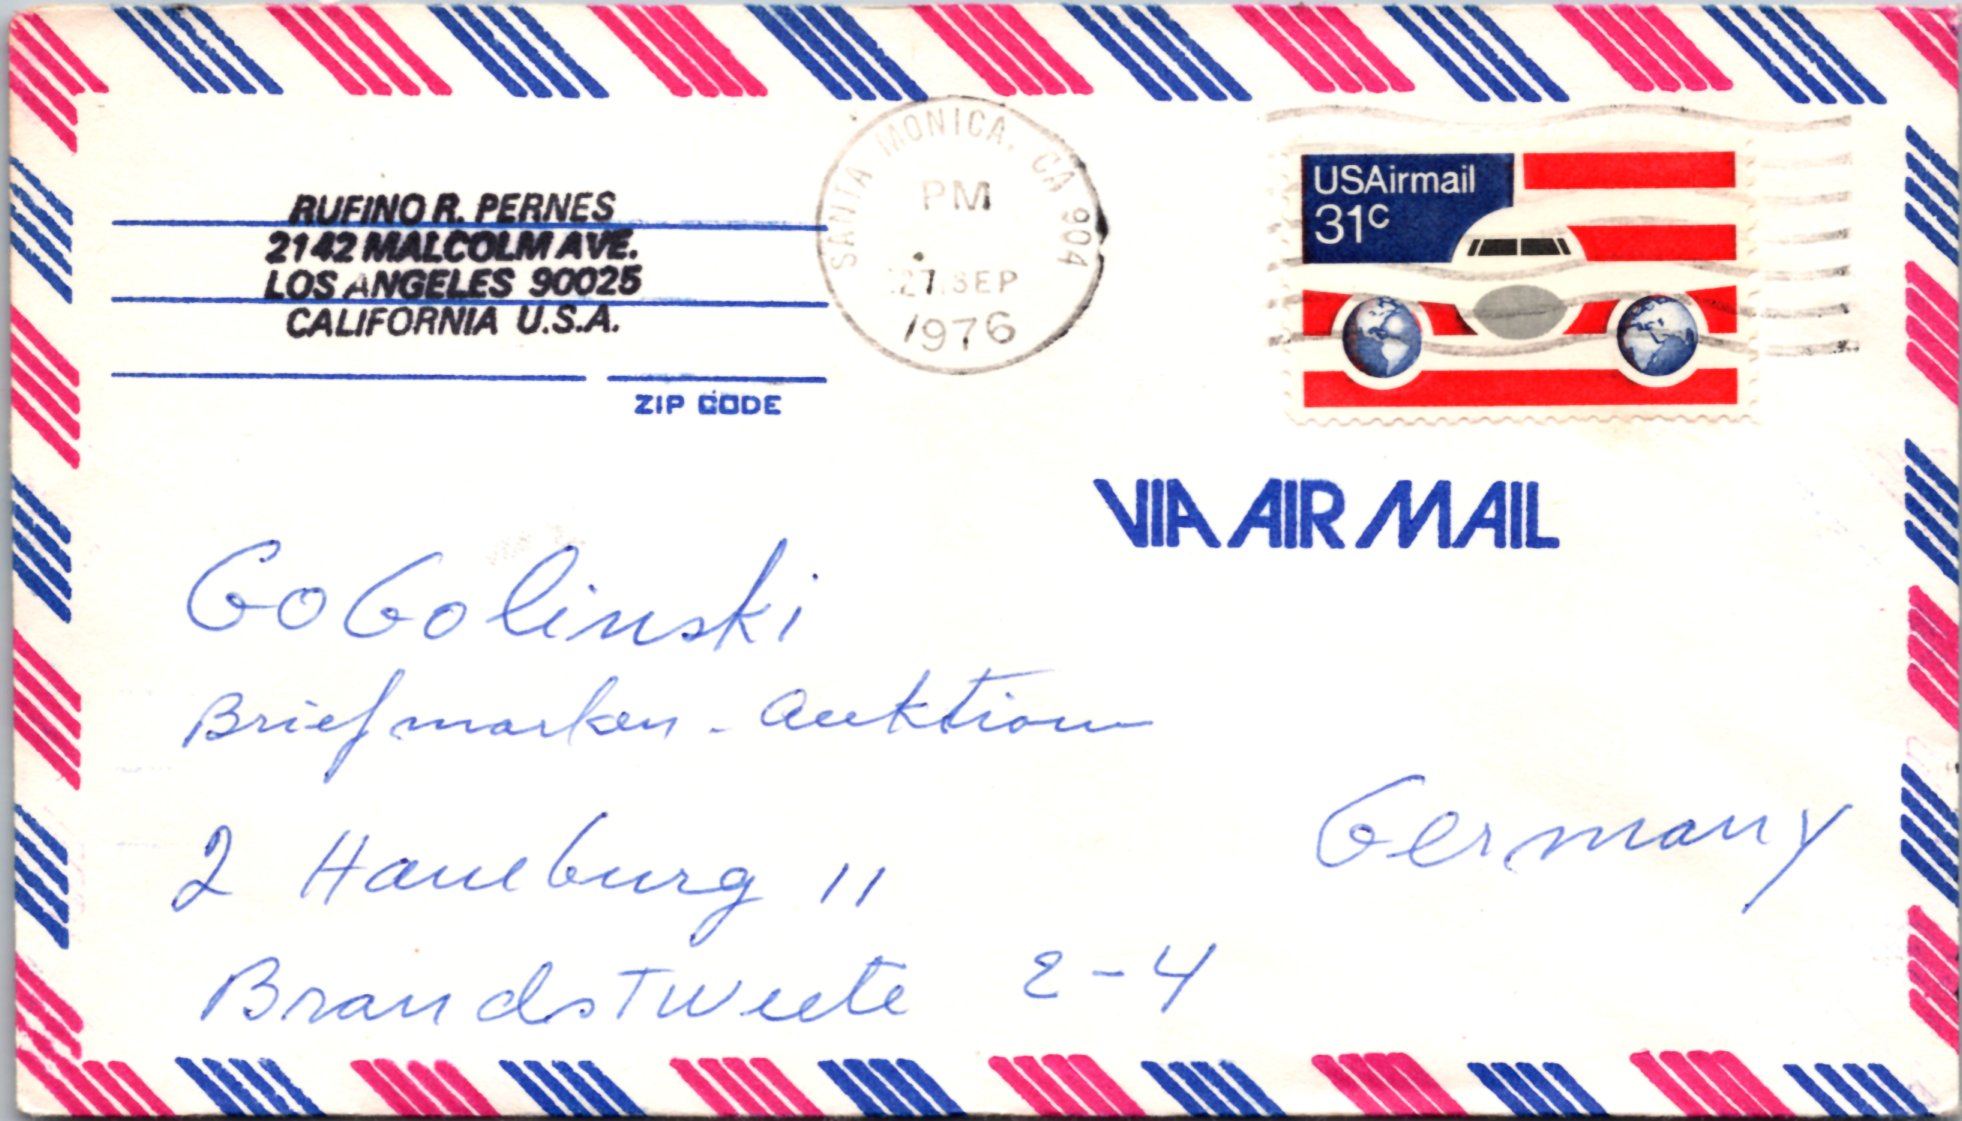 RUFINO R. PERNES
2142 MALCOLM AVE.
LOS ANGELES 90025
CALIFORNIA U.S.A.
ZIP CODE
SANTA MONICA, CA 904
PM
27 SEP
1976
USAirmail
31c
VIA AIR MAIL
GoGolinski
Briefmarken - Auktion
2 Hamburg 11
Germany
Brandstwiete 2-4